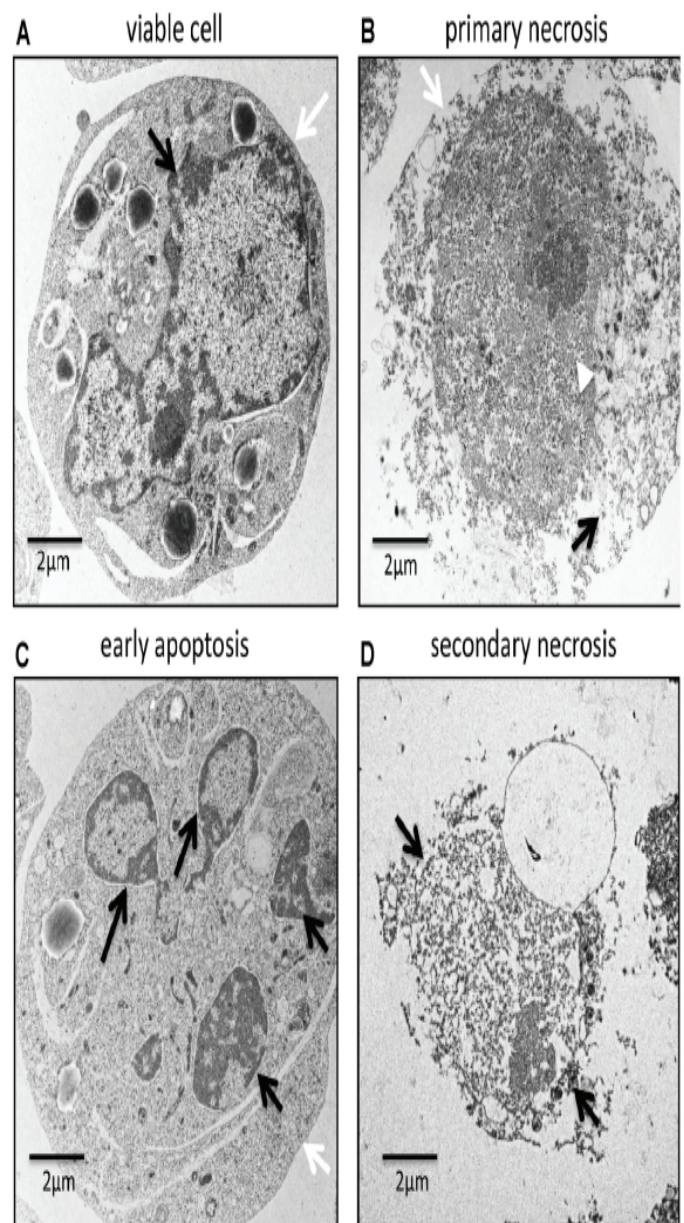 A viable cell
B primary necrosis
2μm
2μm
C early apoptosis
D secondary necrosis
2μm
2μm